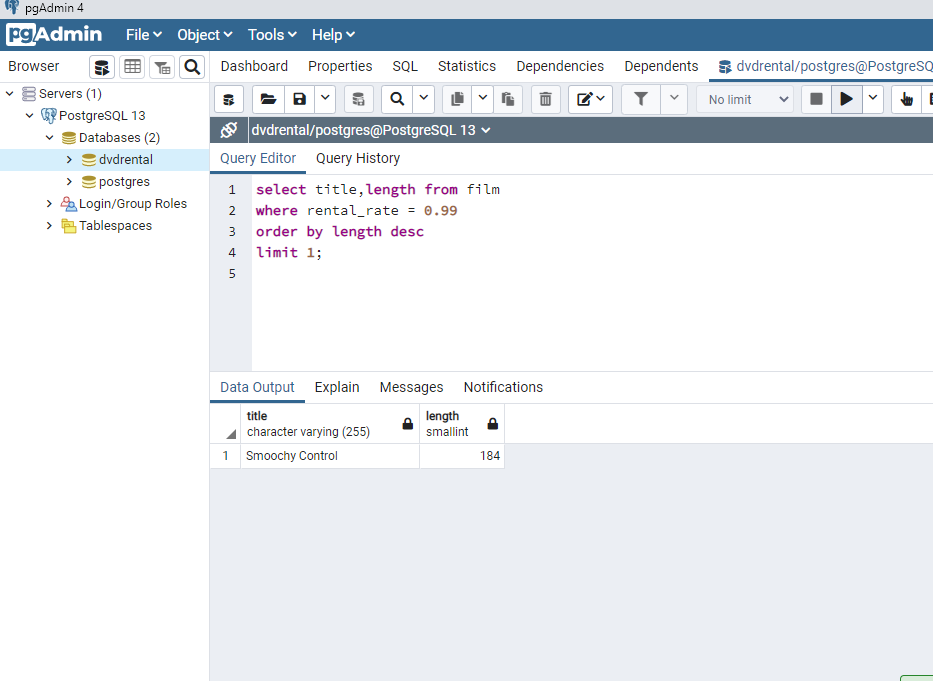 pgAdmin 4
pgAdmin File Object Tools Help
Browser Dashboard Properties SQL Statistics Dependencies Dependents dvdrental/postgres@PostgreSQ
No limit
Servers (1)
PostgreSQL 13
Databases (2)
dvdrental
postgres
Login/Group Roles
Tablespaces
dvdrental/postgres@PostgreSQL 13
Query Editor Query History
1 select title,length from film
2 where rental_rate = 0.99
3 order by length desc
4 limit 1;
5
Data Output Explain Messages Notifications
title length
character varying (255) smallint
1 Smoochy Control 184